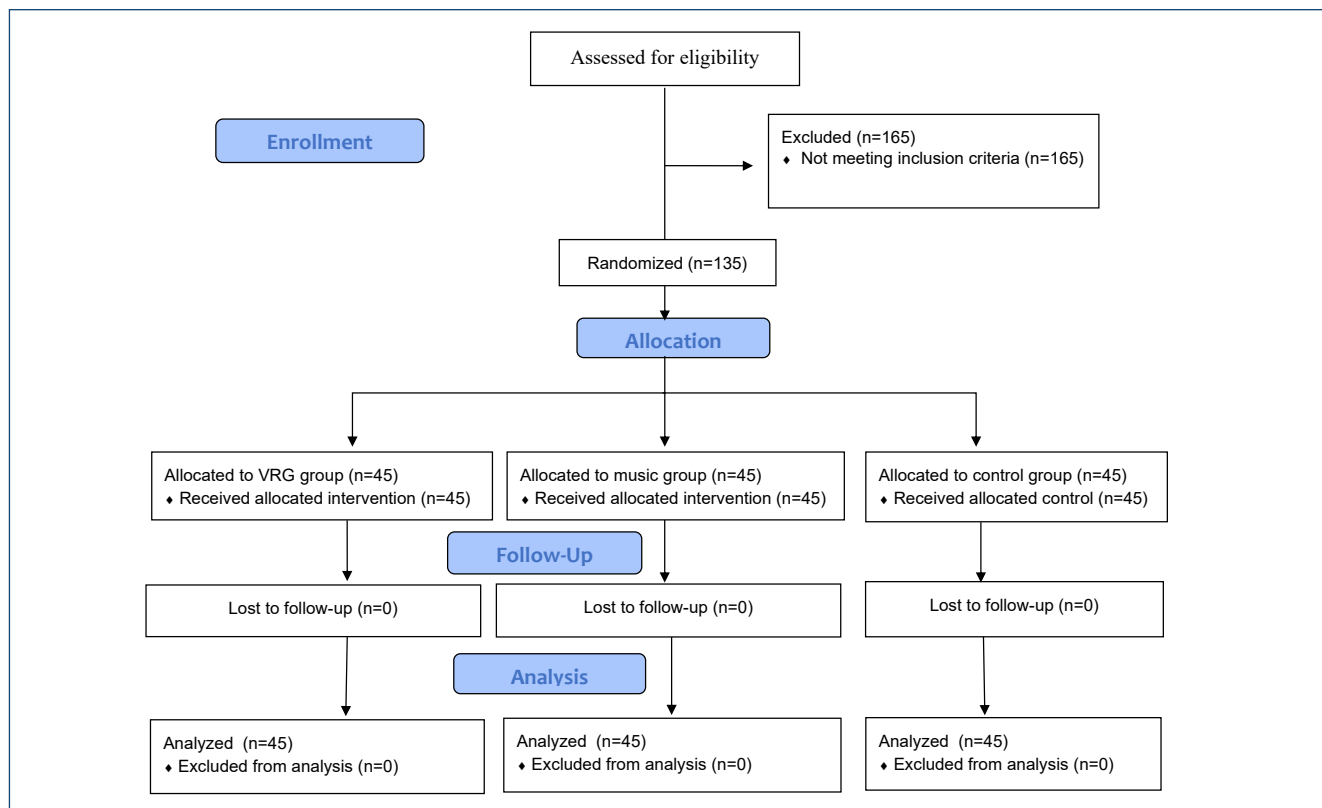 Assessed for eligibility
Enrollment
Excluded (n=165)
♦ Not meeting inclusion criteria (n=165)
Randomized (n=135)
Allocation
Allocated to VRG group (n=45)
♦ Received allocated intervention (n=45)
Allocated to music group (n=45)
♦ Received allocated intervention (n=45)
Allocated to control group (n=45)
♦ Received allocated control (n=45)
Follow-Up
Lost to follow-up (n=0)
Lost to follow-up (n=0)
Lost to follow-up (n=0)
Analysis
Analyzed (n=45)
♦ Excluded from analysis (n=0)
Analyzed (n=45)
♦ Excluded from analysis (n=0)
Analyzed (n=45)
♦ Excluded from analysis (n=0)